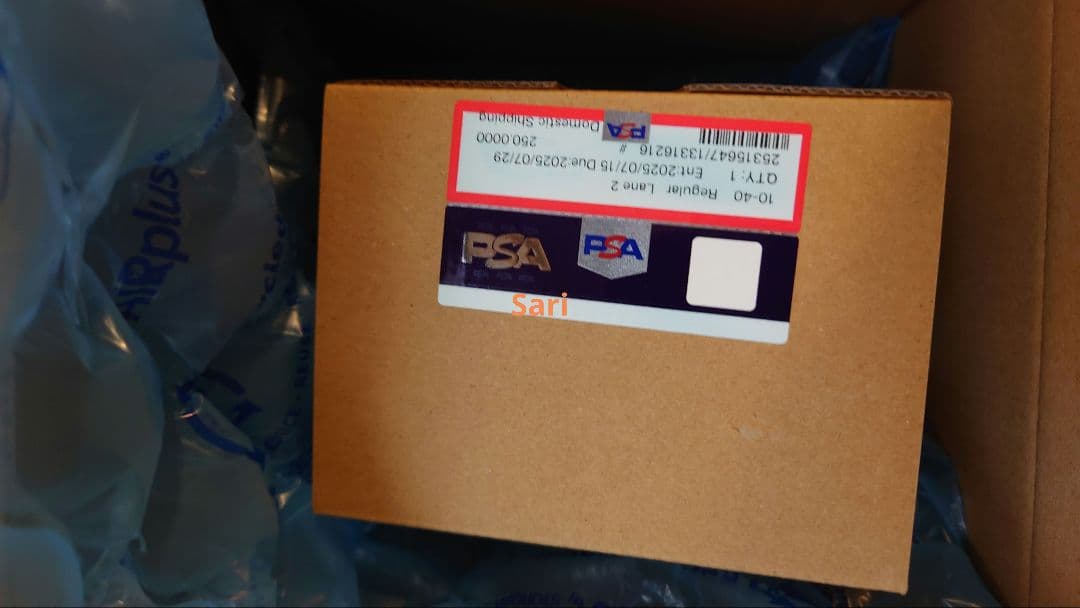 Domestic Shipping
PSA
250.0000
25315647/13316216 #
QTY: 1 Ent:2025/07/15 Due:2025/07/29
10-40 Regular Lane 2
PSA
PSA
Sari
AIRplus